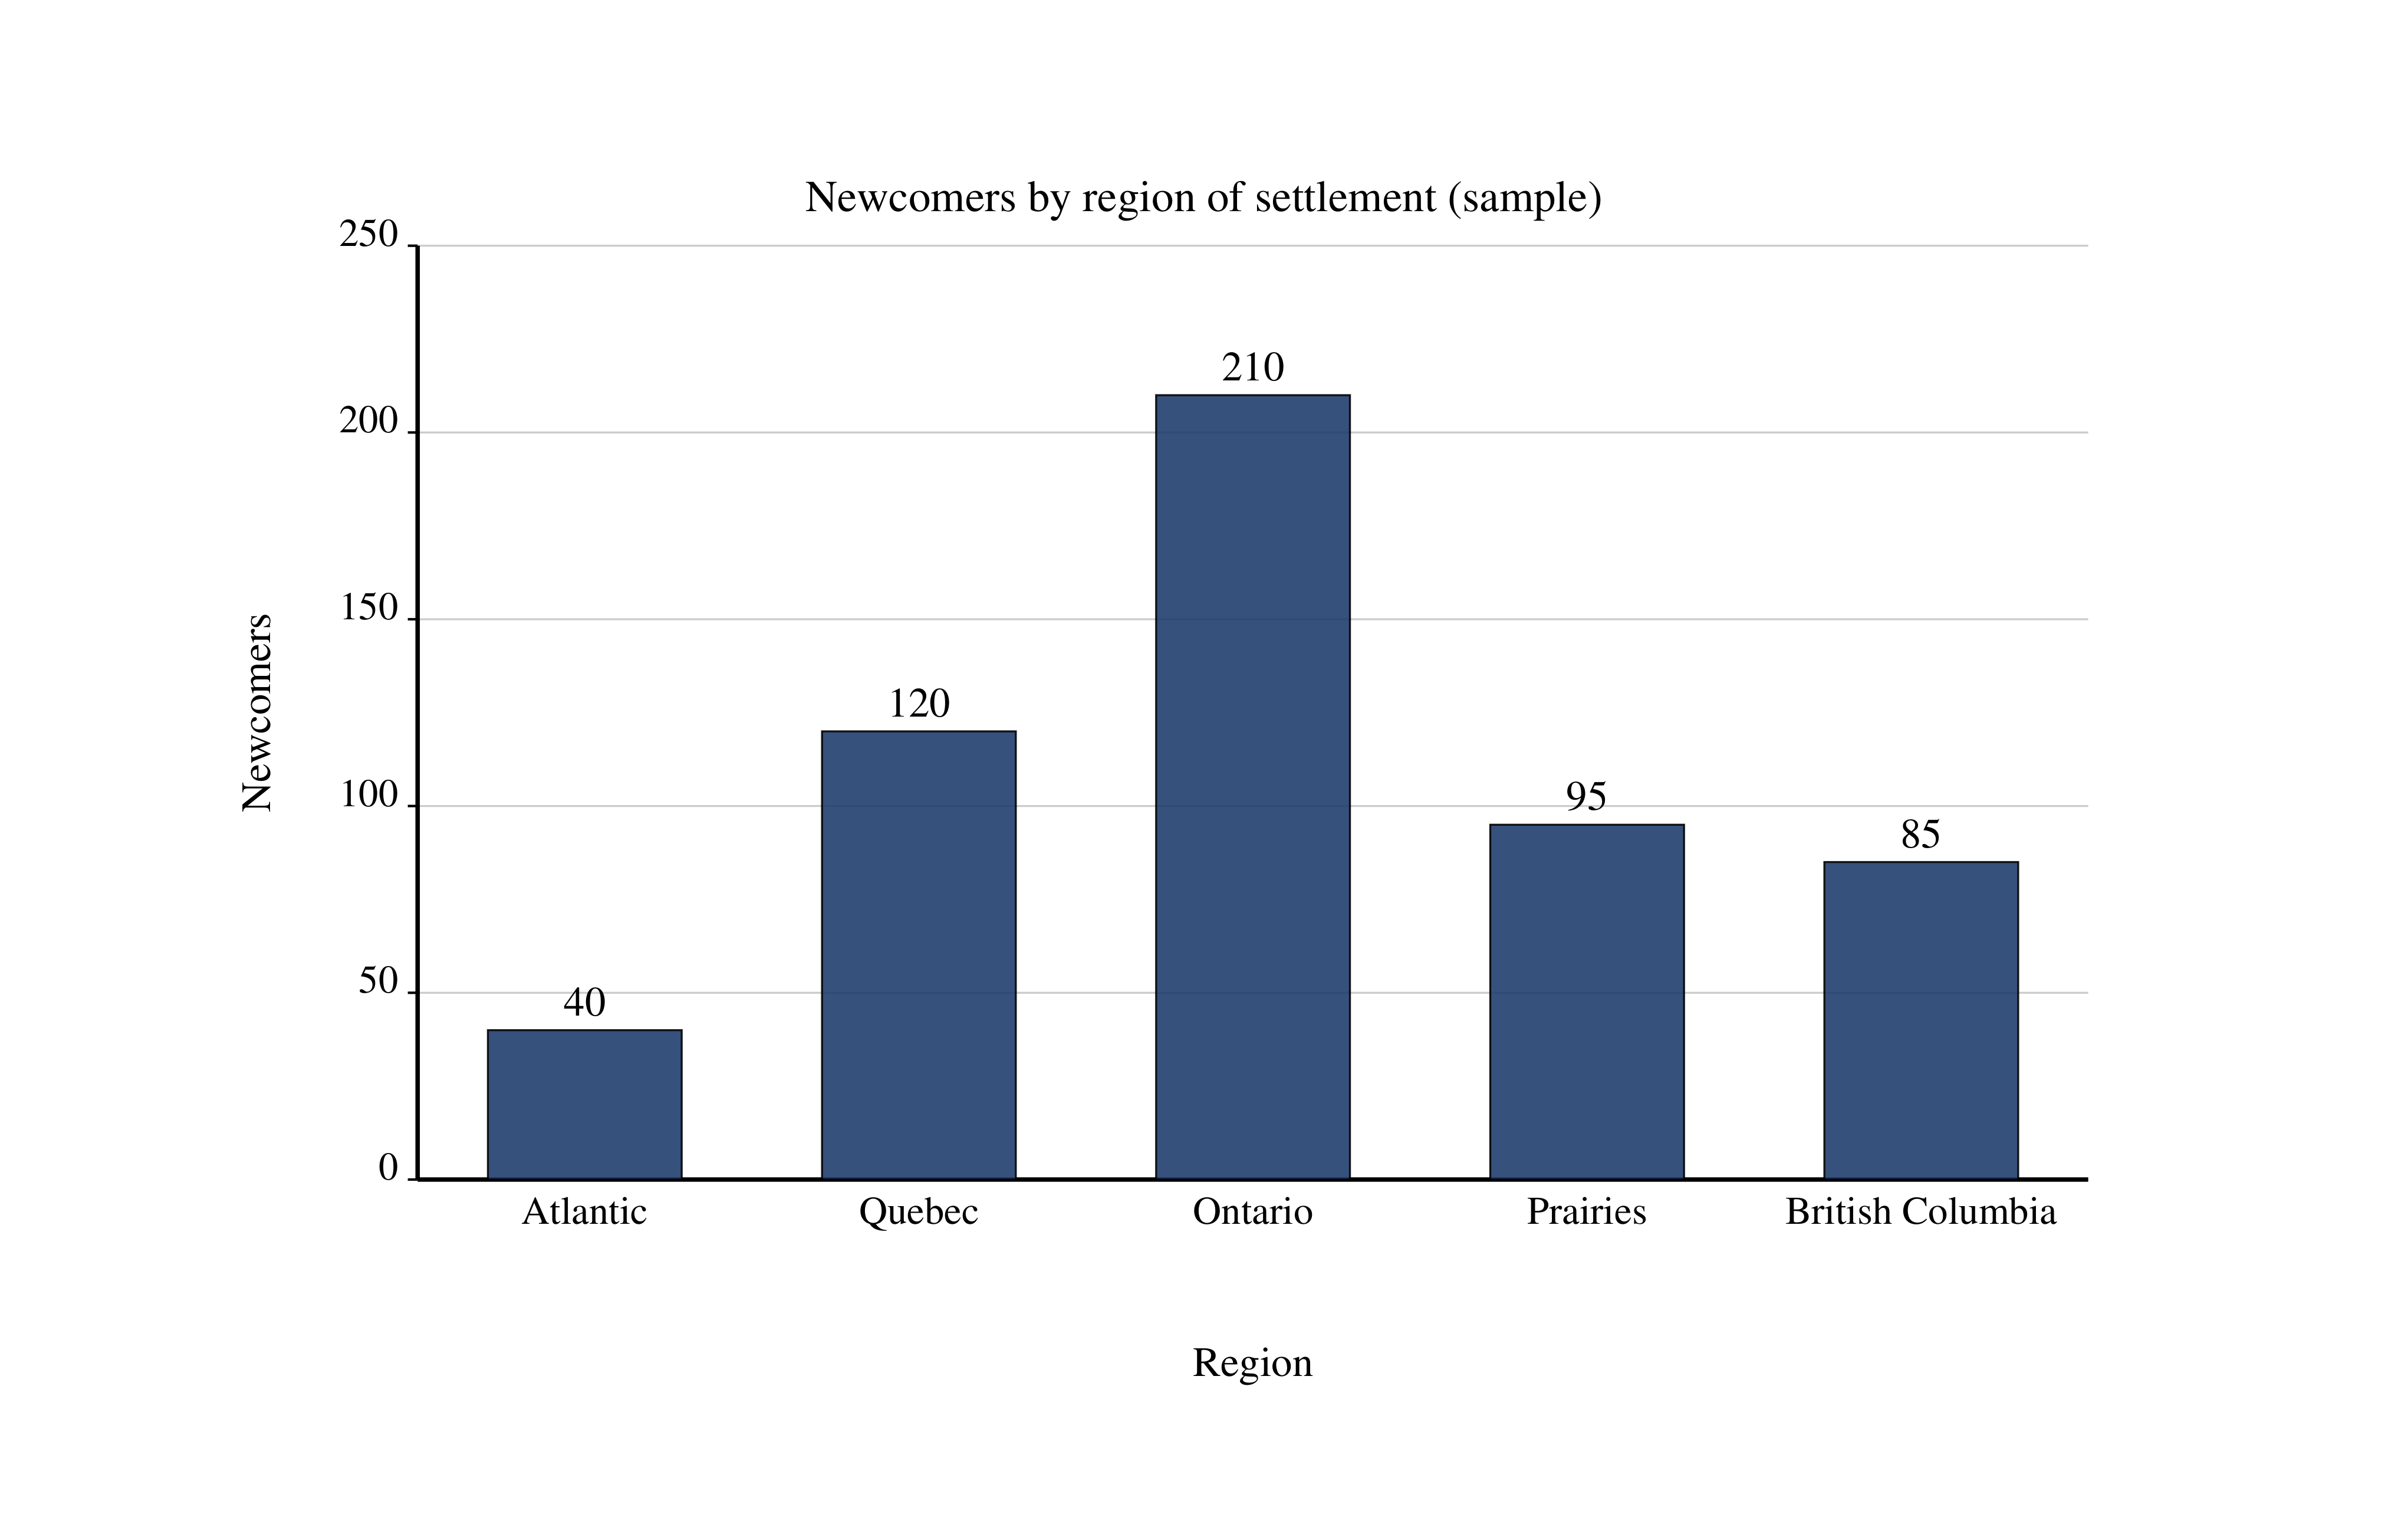 Newcomers by region of settlement (sample)
250
200
150
100
50
0
Newcomers
40
120
210
95
85
Atlantic
Quebec
Ontario
Prairies
British Columbia
Region